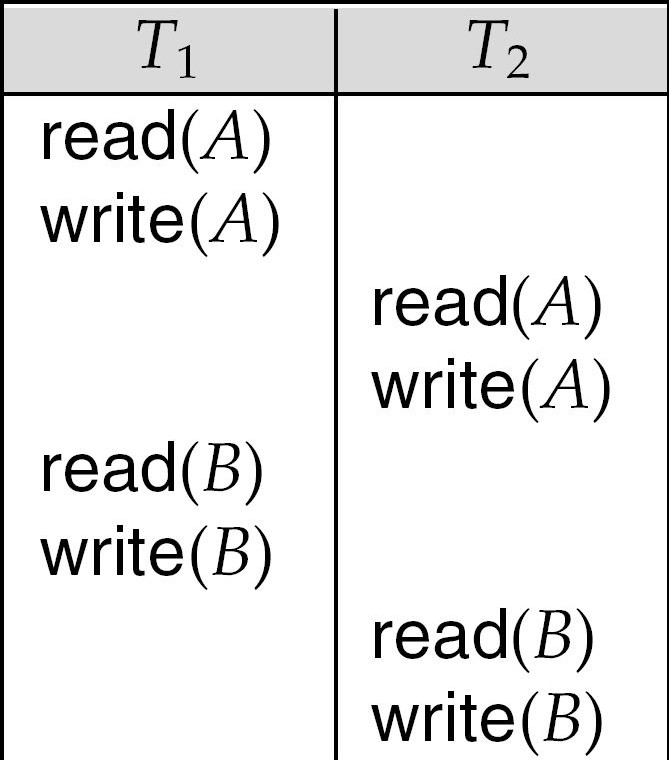 T₁ T₂
read(A)
write(A)
read(A)
write(A)
read(B)
write(B)
read(B)
write(B)